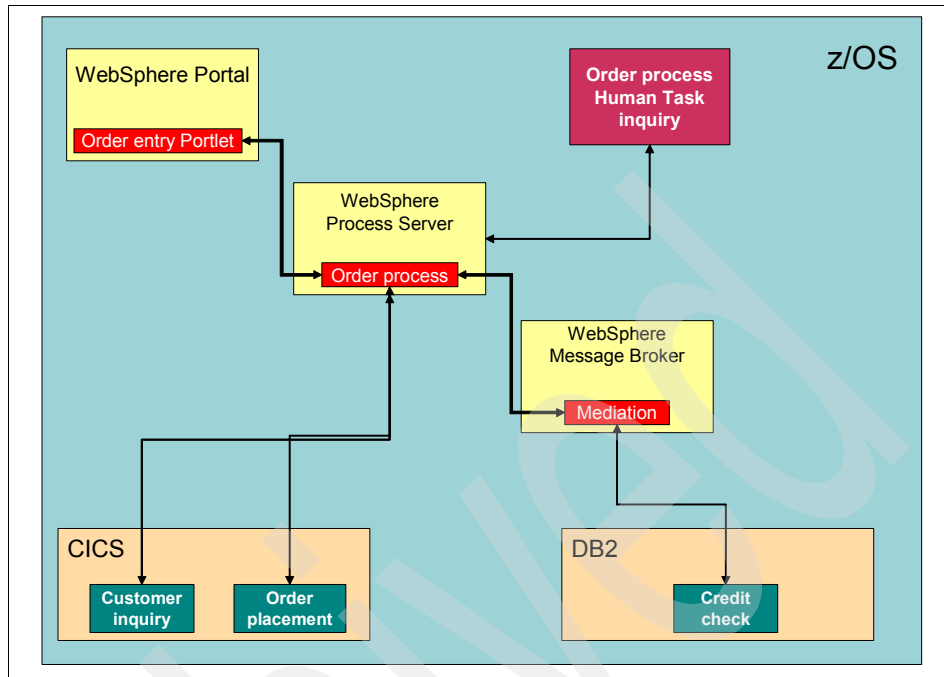 z/OS
WebSphere Portal
Order entry Portlet
Order process
Human Task
inquiry
WebSphere
Process Server
Order process
WebSphere
Message Broker
Mediation
CICS
Customer
inquiry
Order
placement
DB2
Credit
check